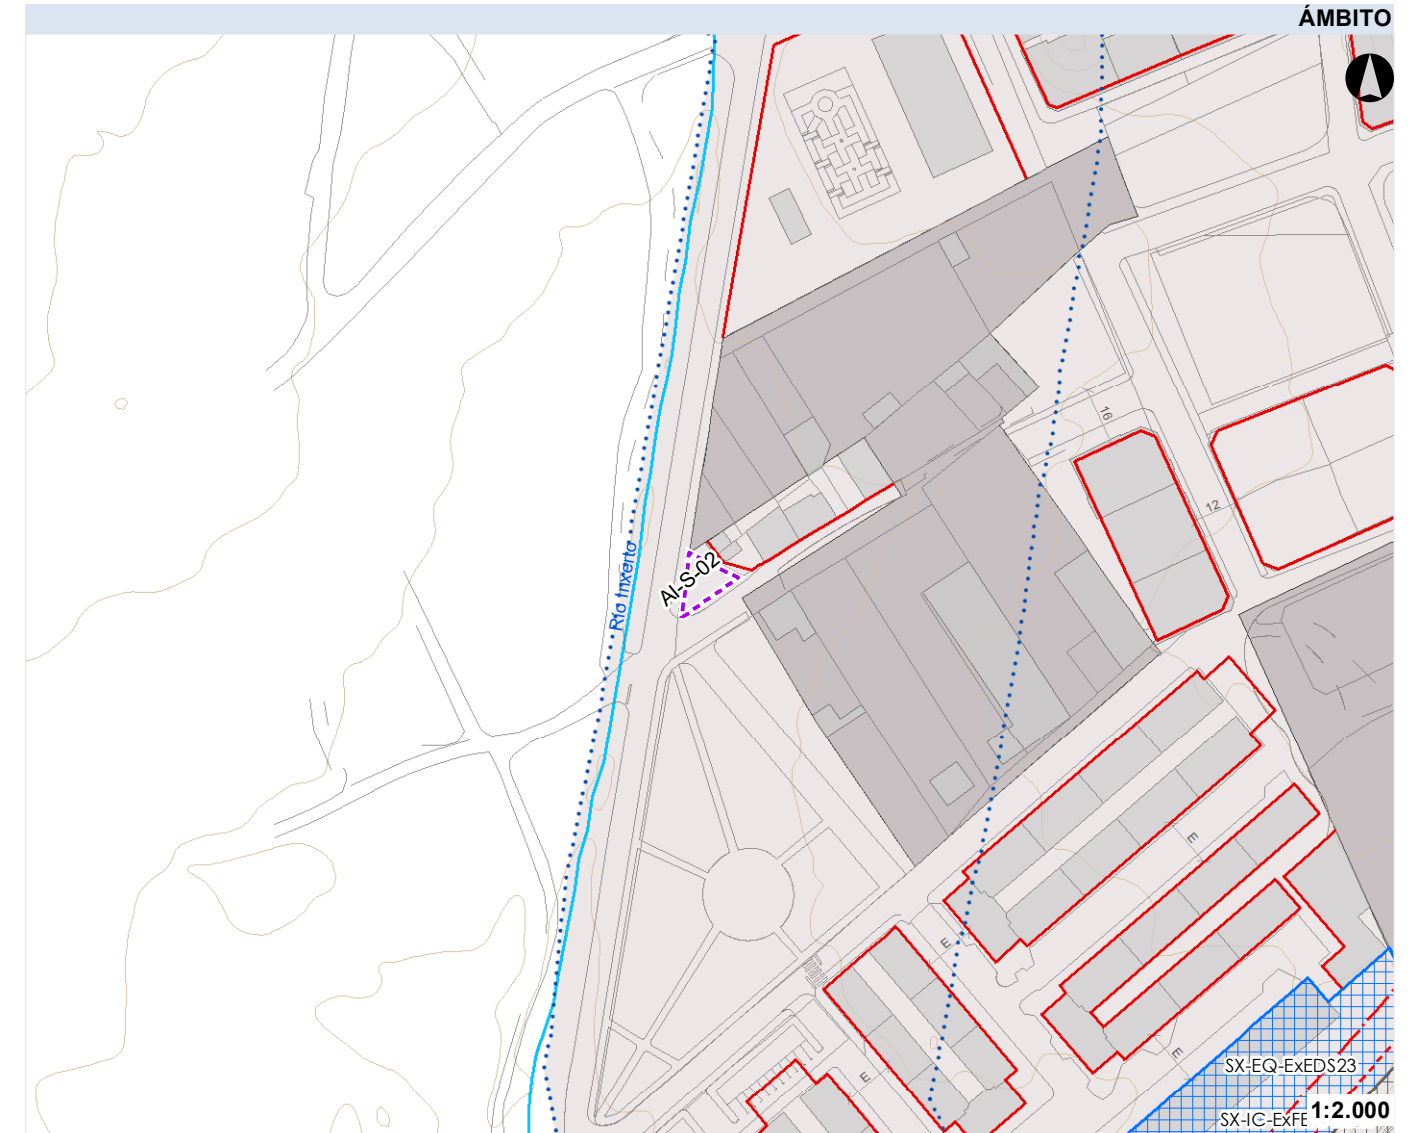 ÁMBITO
16
12
AI-S-02
Río Inxerto
E
E
E
E
SX-EQ-ExEDS23
SX-IC-ExFE
1:2.000